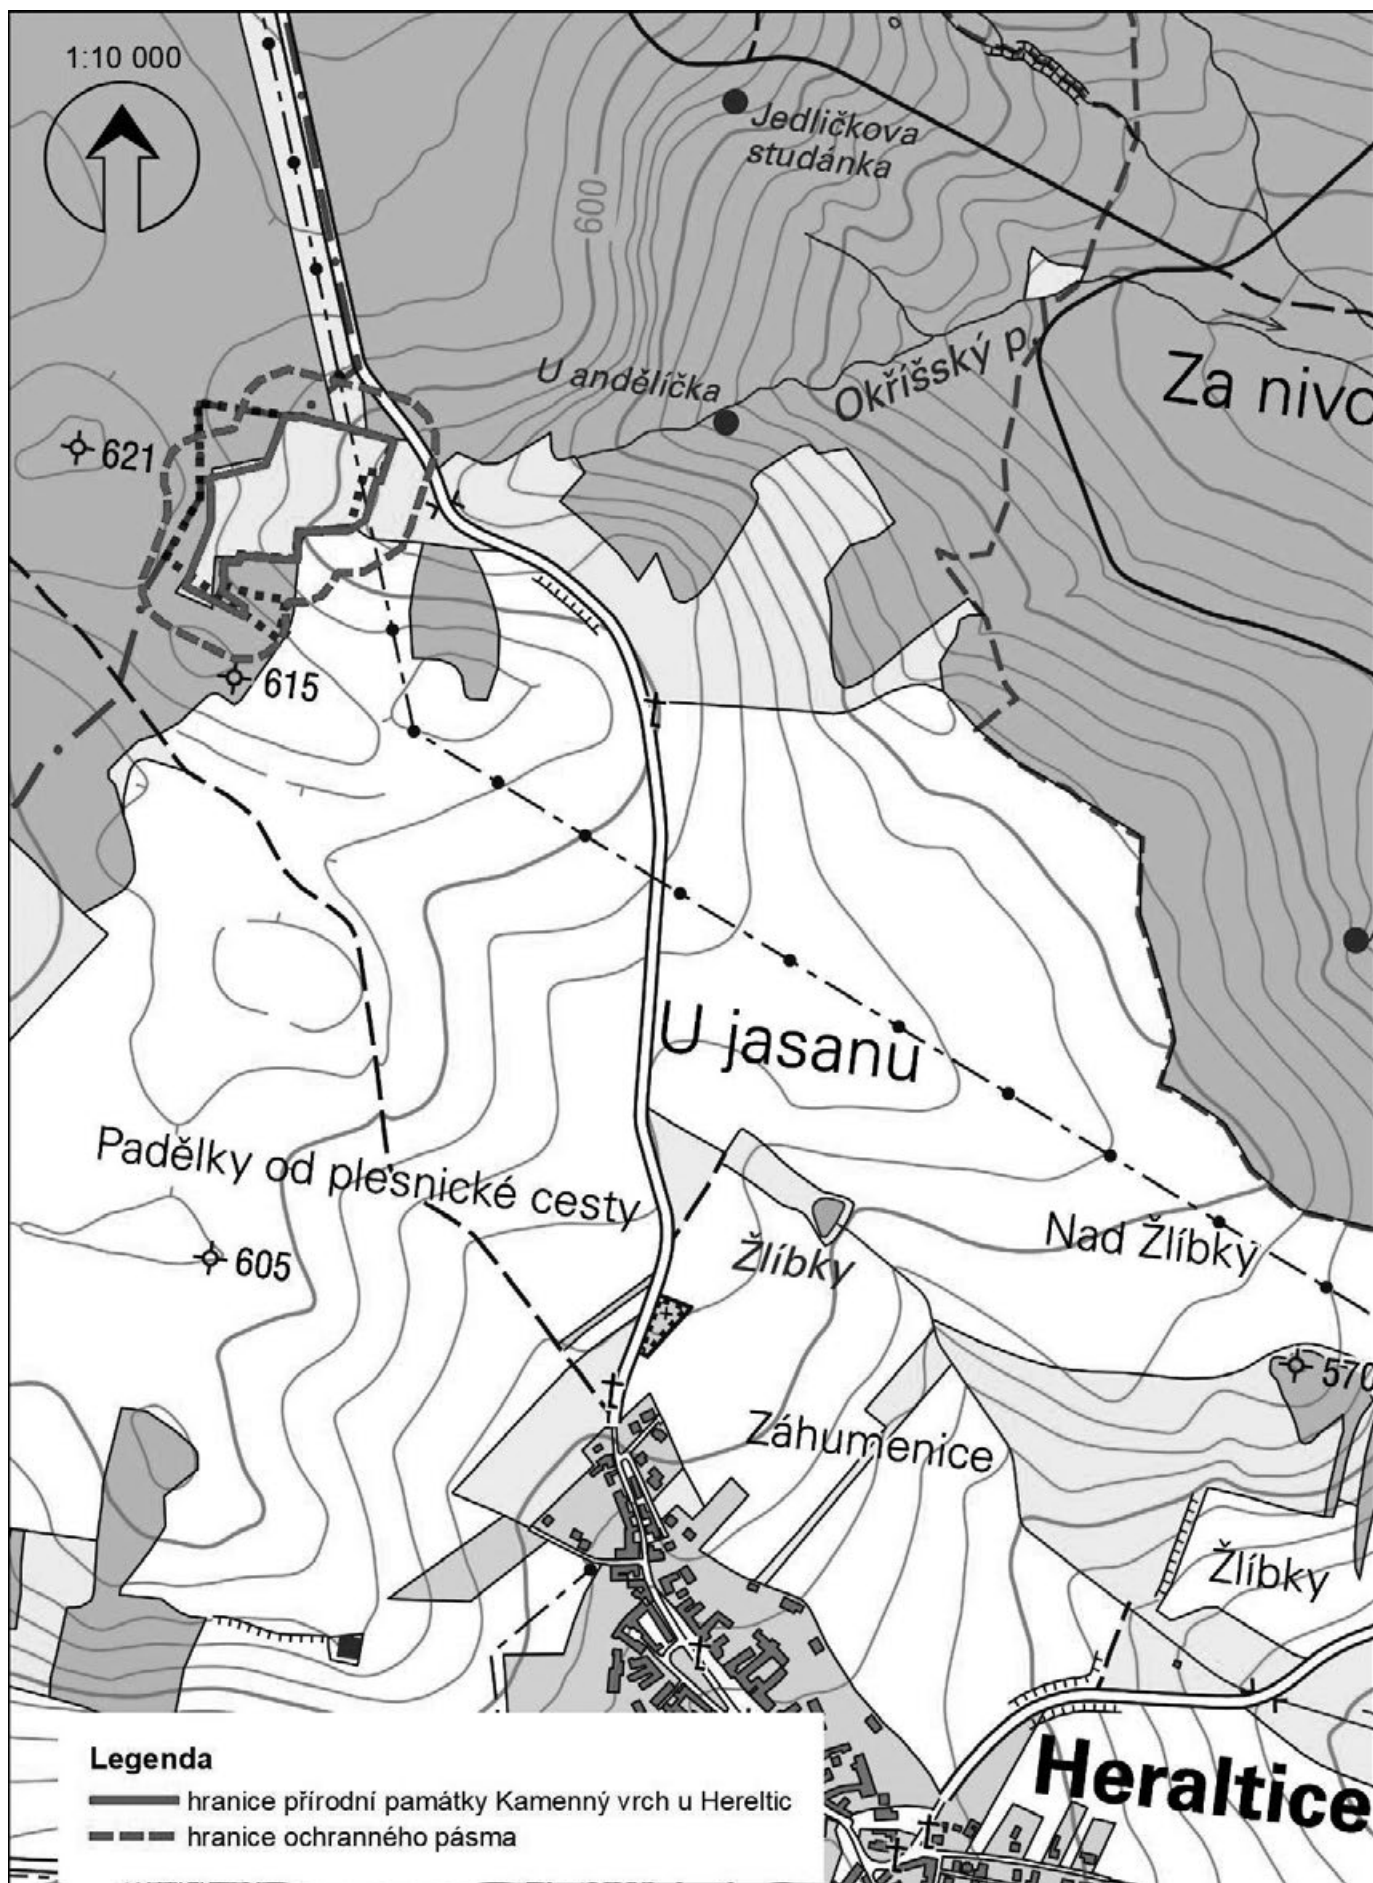 1:10 000
Jedličkova
studánka
600
U andělíčka
Okříšský p.
Za nivo
621
615
U jasanu
Padělky od plesnické cesty
Nad Žlíbky
Žlíbky
605
570
Záhumenice
Žlíbky
Heraltice
Legenda
hranice přírodní památky Kamenný vrch u Hereltic
hranice ochranného pásma